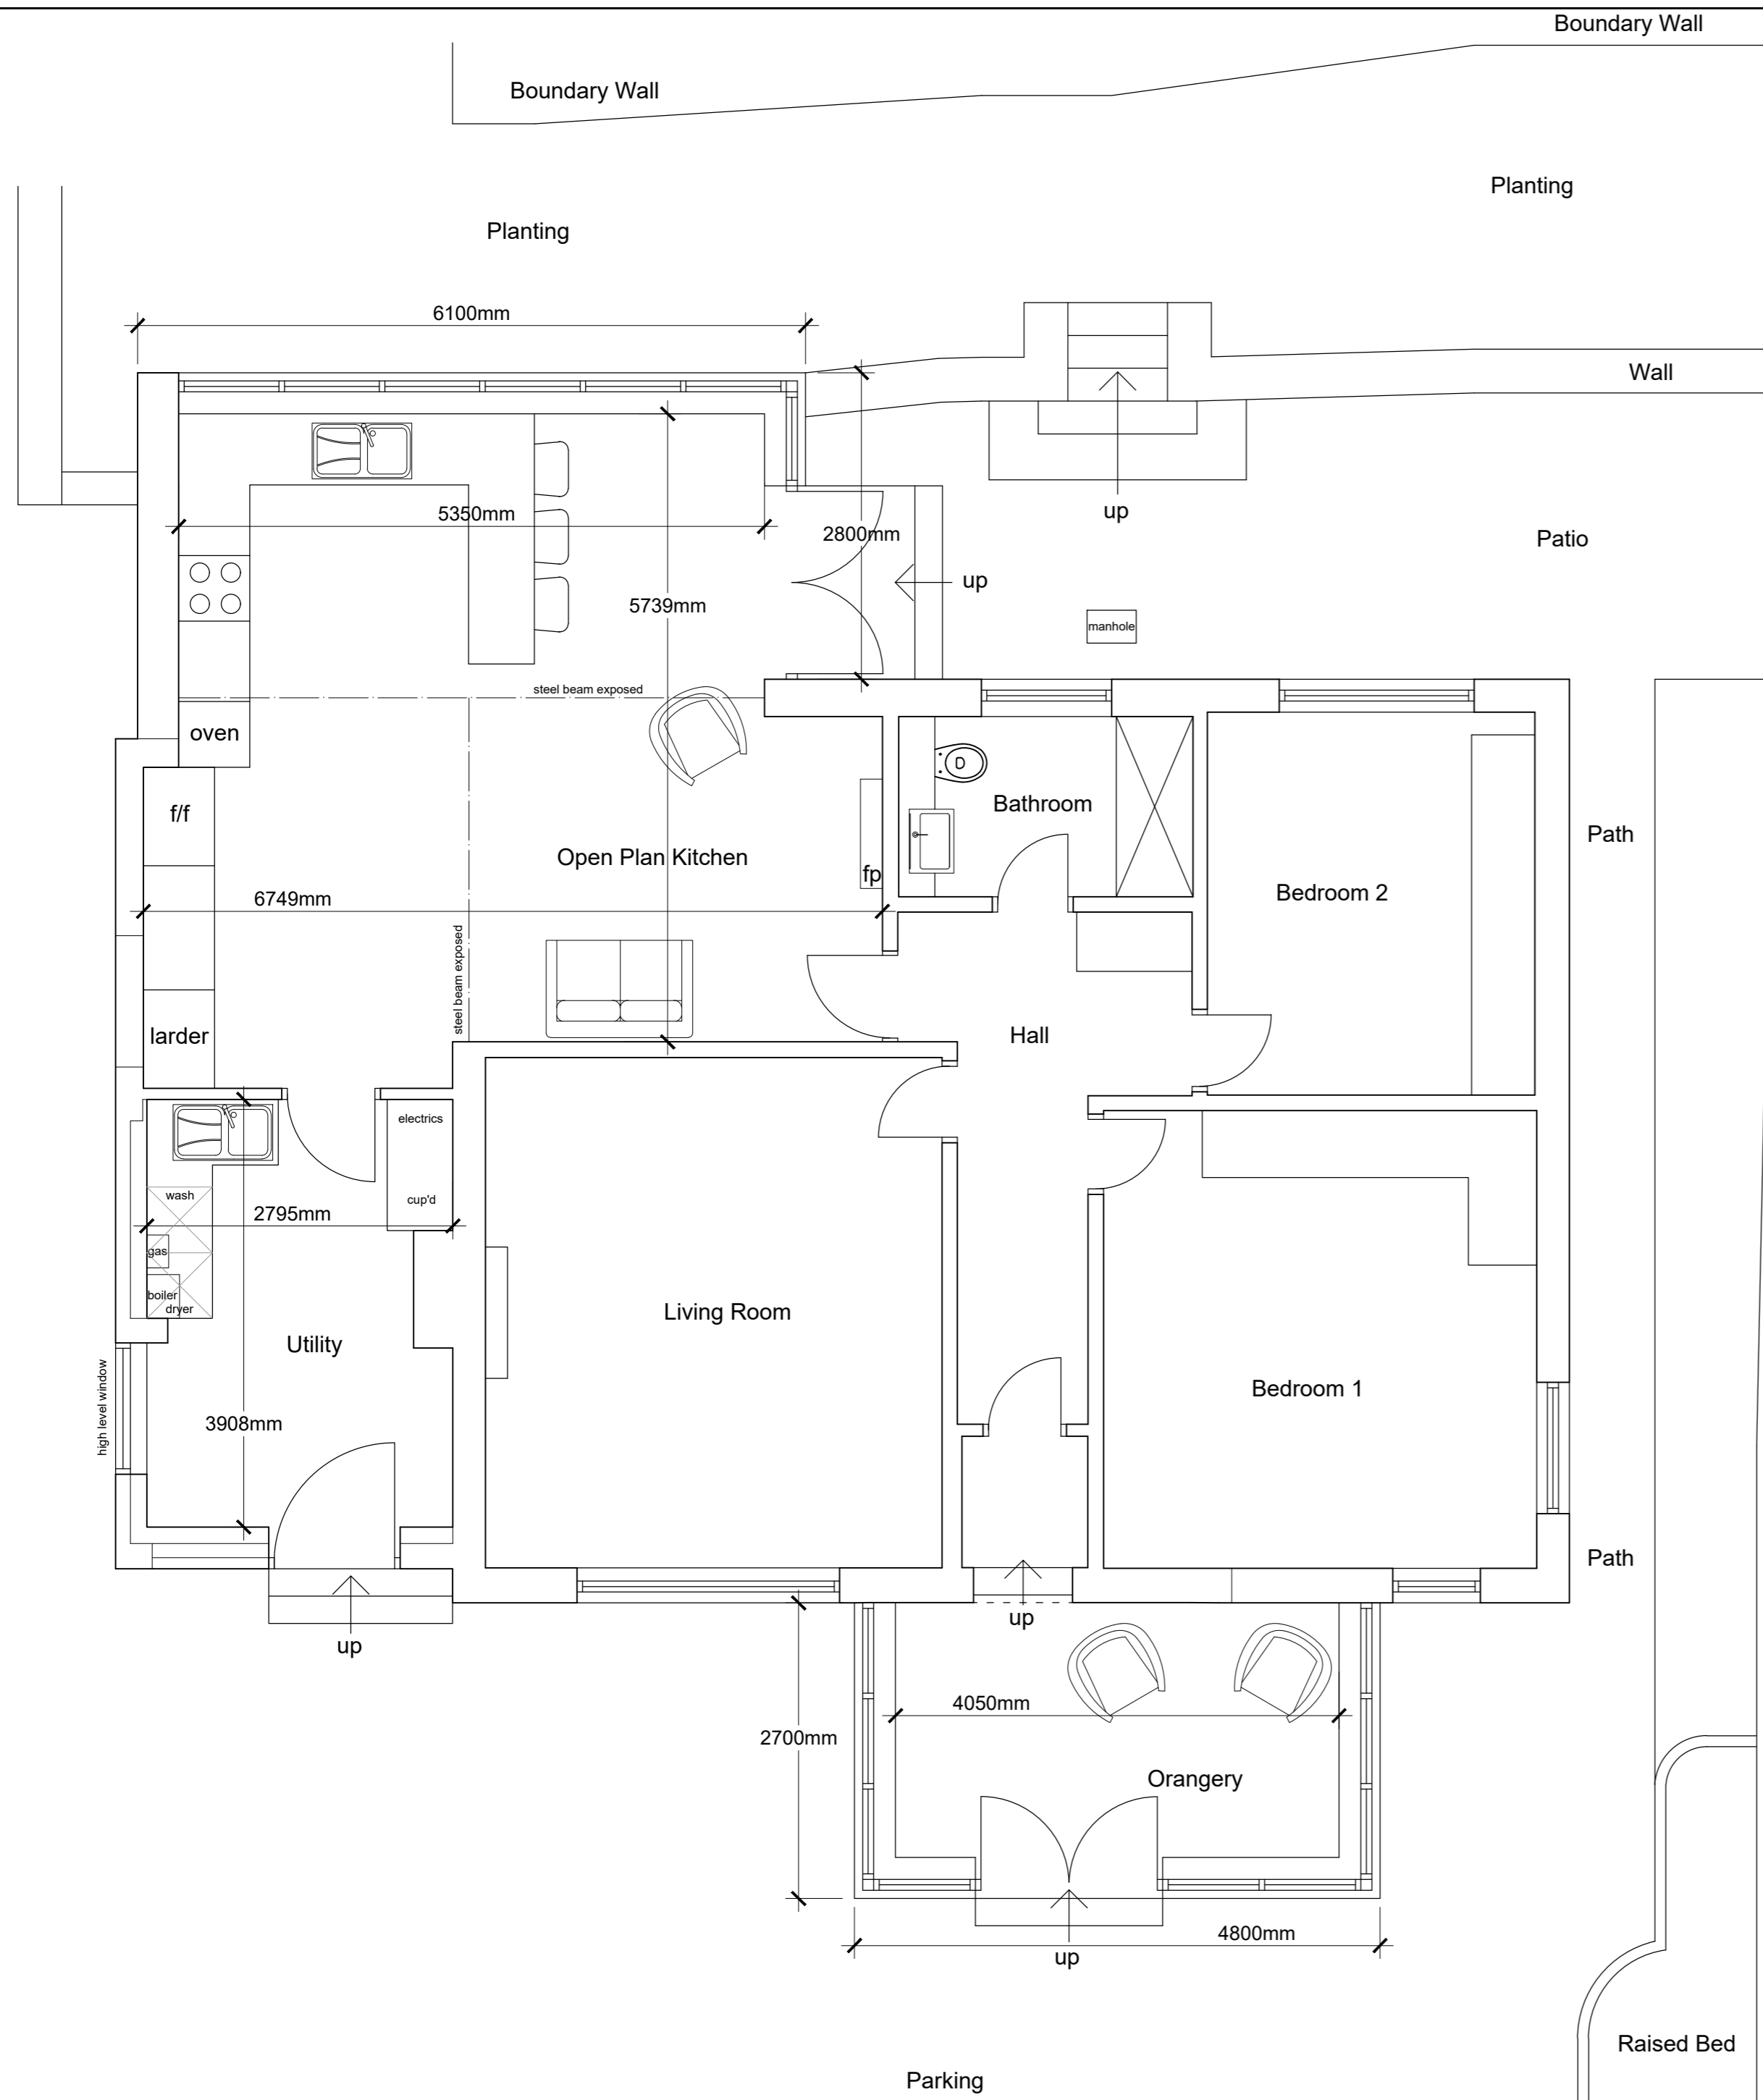 Boundary Wall
Boundary Wall
Planting
Planting
6100mm
Wall
up
5350mm
2800mm
Patio
up
5739mm
manhole
steel beam exposed
oven
f/f
Bathroom
Path
Open Plan Kitchen
fp
Bedroom 2
6749mm
steel beam exposed
larder
Hall
electrics
cup'd
wash
2795mm
gas
boiler
dryer
Living Room
Utility
high level window
Bedroom 1
3908mm
Path
up
up
4050mm
2700mm
Orangery
4800mm
up
Raised Bed
Parking